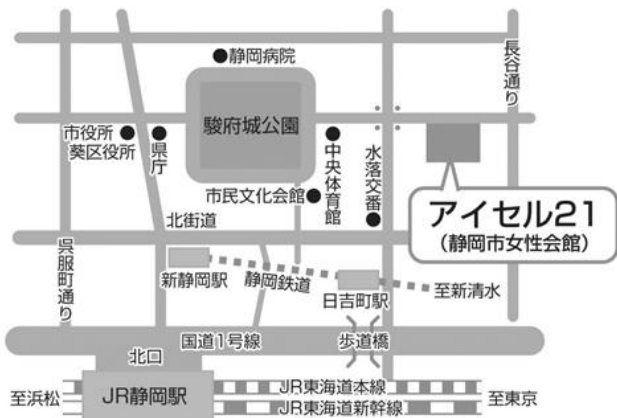 静岡病院
長谷通り
駿府城公園
市役所
葵区役所
県庁
中央体育館
水落交番
市民文化会館
アイセル21
(静岡市女性会館)
北街道
呉服町通り
新静岡駅
静岡鉄道
日吉町駅
至新清水
国道1号線
歩道橋
北口
至浜松
JR静岡駅
JR東海道本線
JR東海道新幹線
至東京